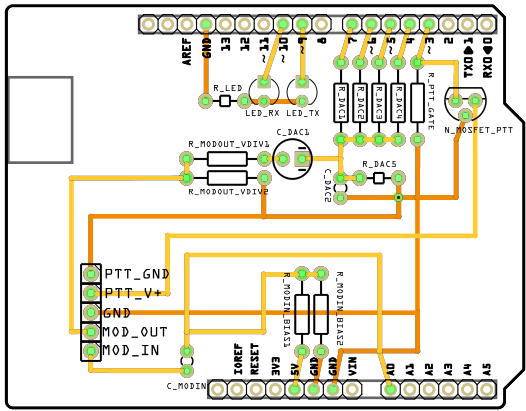 AREF
GND
13
12
~11
~10
~9
8
7
~6
~5
4
~3
2
TX0▶1
RX0◀0
R_LED
LED_RX
LED_TX
R_DAC1
R_DAC2
R_DAC3
R_DAC4
R_PTT_GATE
N_MOSFET_PTT
C_DAC1
R_MODOUT_VDIV1
R_MODOUT_VDIV2
R_DAC5
C_DAC2
PTT_GND
PTT_V+
GND
MOD_OUT
MOD_IN
R_MODIN_BIAS1
R_MODIN_BIAS2
C_MODIN
IOREF
RESET
3V3
5V
GND
GND
VIN
A0
A1
A2
A3
A4
A5